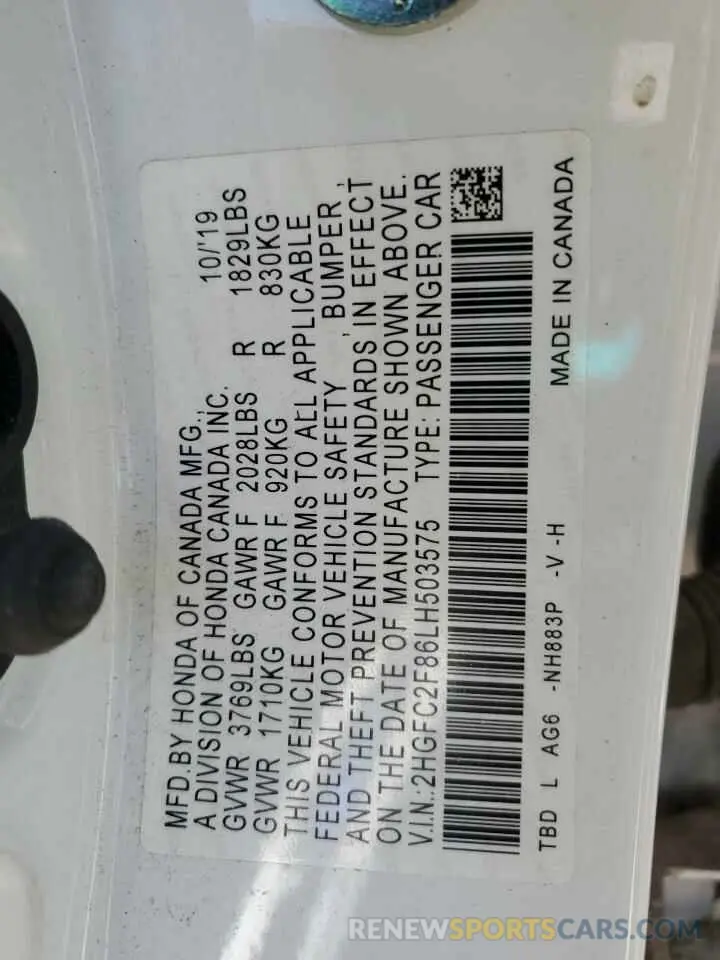 MFD.BY HONDA OF CANADA MFG., 10/'19
A DIVISION OF HONDA CANADA INC.
GVWR 3769LBS GAWR F 2028LBS R 1829LBS
GVWR 1710KG GAWR F 920KG R 830KG
THIS VEHICLE CONFORMS TO ALL APPLICABLE
FEDERAL MOTOR VEHICLE SAFETY , BUMPER ,
AND THEFT PREVENTION STANDARDS IN EFFECT
ON THE DATE OF MANUFACTURE SHOWN ABOVE.
V.I.N.:2HGFC2F86LH503575 TYPE: PASSENGER CAR
TBD L AG6 -NH883P -V -H MADE IN CANADA
RENEWSPORTSCARS.COM